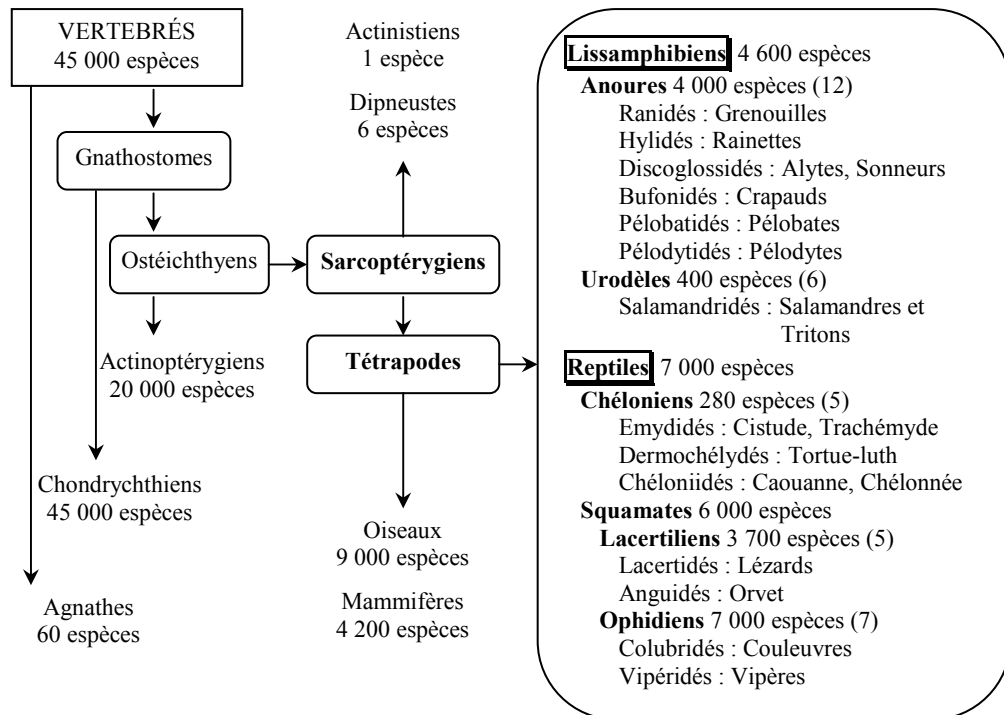 VERTEBRÉS
45 000 espèces
Gnathostomes
Ostéichthyens
Actinoptérygiens
20 000 espèces
Chondrychthiens
45 000 espèces
Agnathes
60 espèces
Actinistiens
1 espèce
Dipneustes
6 espèces
Sarcoptérygiens
Tétrapodes
Oiseaux
9 000 espèces
Mammifères
4 200 espèces
Lissamphibiens 4 600 espèces
Anoures 4 000 espèces (12)
Ranidés : Grenouilles
Hylidés : Rainettes
Discoglossidés : Alytes, Sonneurs
Bufonidés : Crapauds
Pélobatidés : Pélobates
Pélodytidés : Pélodytes
Urodèles 400 espèces (6)
Salamandridés : Salamandres et
Tritons
Reptiles 7 000 espèces
Chéloniens 280 espèces (5)
Emydidés : Cistude, Trachémyde
Dermochélydés : Tortue-luth
Chéloniidés : Caouanne, Chélonnée
Squamates 6 000 espèces
Lacertiliens 3 700 espèces (5)
Lacertidés : Lézards
Anguidés : Orvet
Ophidiens 7 000 espèces (7)
Colubridés : Couleuvres
Vipéridés : Vipères